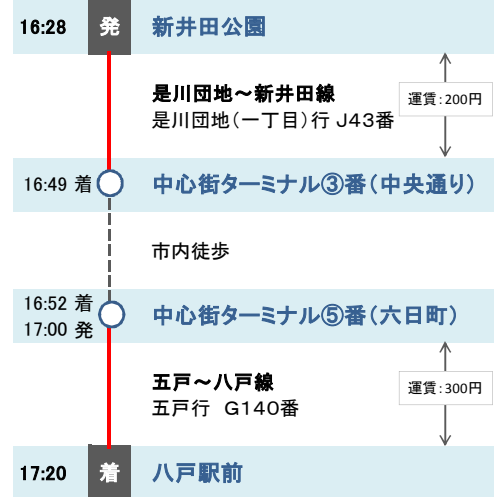 16:28 発 新井田公園
是川団地～新井田線
是川団地（一丁目）行 J43番
運賃：200円
16:49 着 中心街ターミナル③番（中央通り）
市内徒歩
16:52 着
17:00 発
中心街ターミナル⑤番（六日町）
五戸～八戸線
五戸行　G140番
運賃：300円
17:20 着 八戸駅前